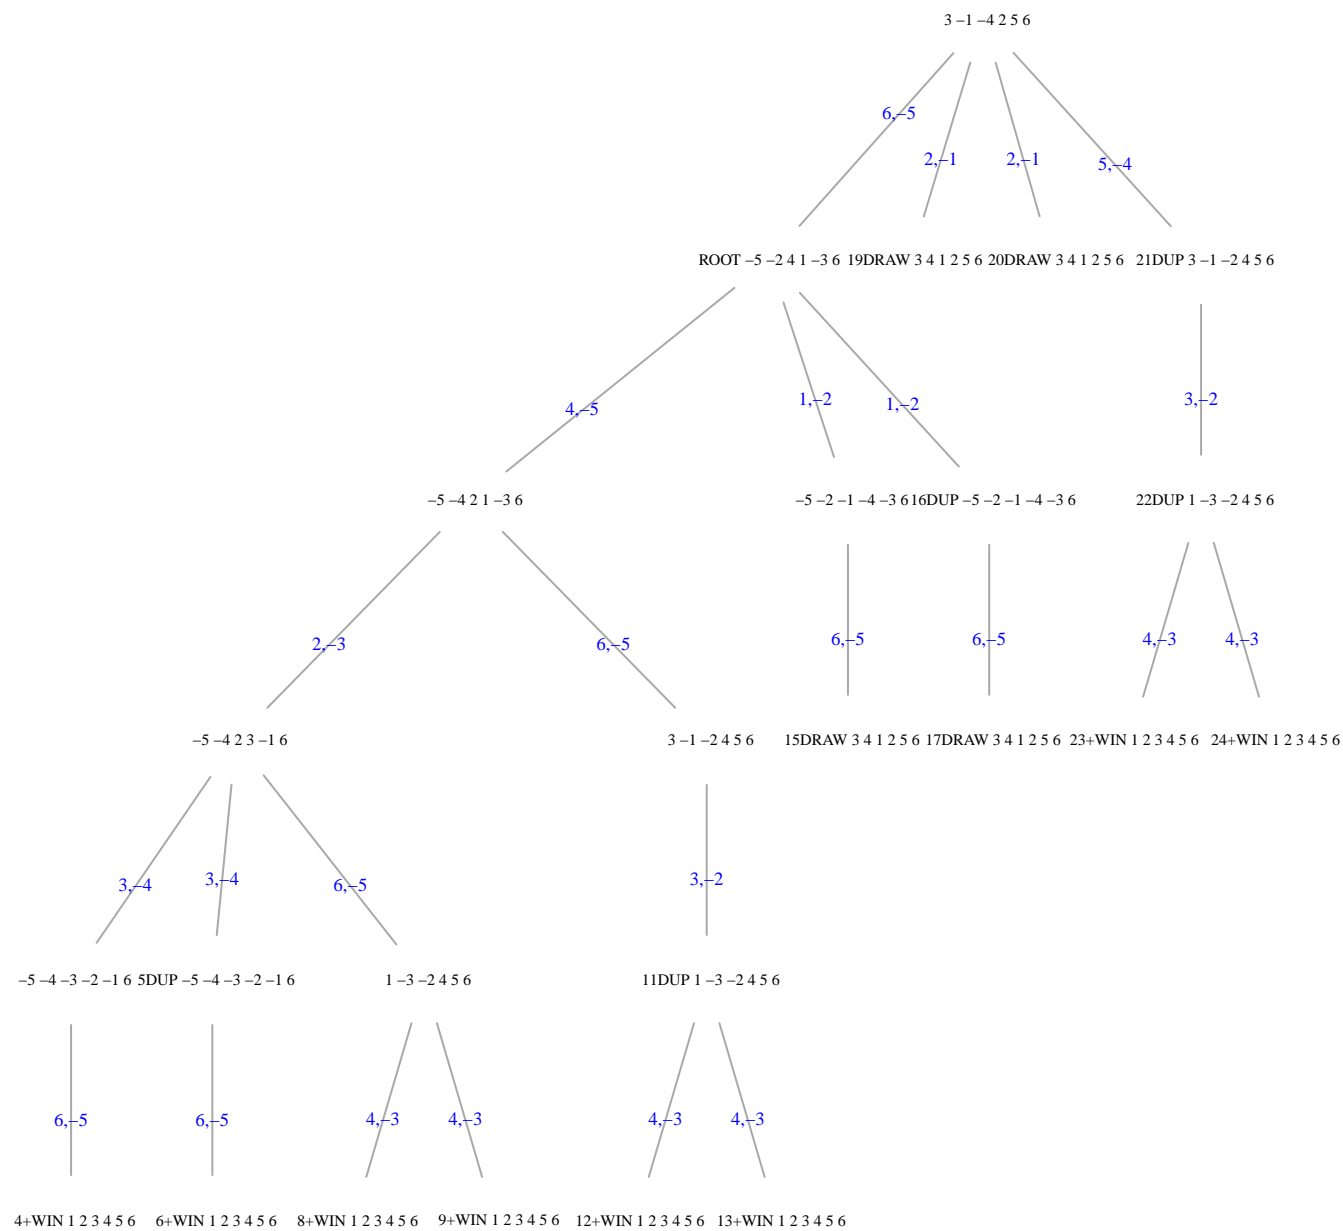 3 –1 –4 2 5 6
6,–5
2,–1
2,–1
5,–4
ROOT –5 –2 4 1 –3 6
19DRAW 3 4 1 2 5 6
20DRAW 3 4 1 2 5 6
21DUP 3 –1 –2 4 5 6
4,–5
1,–2
1,–2
3,–2
–5 –4 2 1 –3 6
–5 –2 –1 –4 –3 6
16DUP –5 –2 –1 –4 –3 6
22DUP 1 –3 –2 4 5 6
2,–3
6,–5
6,–5
6,–5
4,–3
4,–3
–5 –4 2 3 –1 6
3 –1 –2 4 5 6
15DRAW 3 4 1 2 5 6
17DRAW 3 4 1 2 5 6
23+WIN 1 2 3 4 5 6
24+WIN 1 2 3 4 5 6
3,–4
3,–4
6,–5
3,–2
–5 –4 –3 –2 –1 6
5DUP –5 –4 –3 –2 –1 6
1 –3 –2 4 5 6
11DUP 1 –3 –2 4 5 6
6,–5
6,–5
4,–3
4,–3
4,–3
4,–3
4+WIN 1 2 3 4 5 6
6+WIN 1 2 3 4 5 6
8+WIN 1 2 3 4 5 6
9+WIN 1 2 3 4 5 6
12+WIN 1 2 3 4 5 6
13+WIN 1 2 3 4 5 6